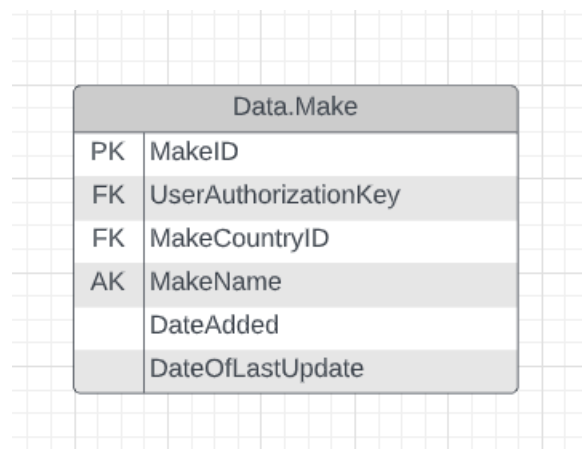 Data.Make
PK MakeID
FK UserAuthorizationKey
FK MakeCountryID
AK MakeName
DateAdded
DateOfLastUpdate